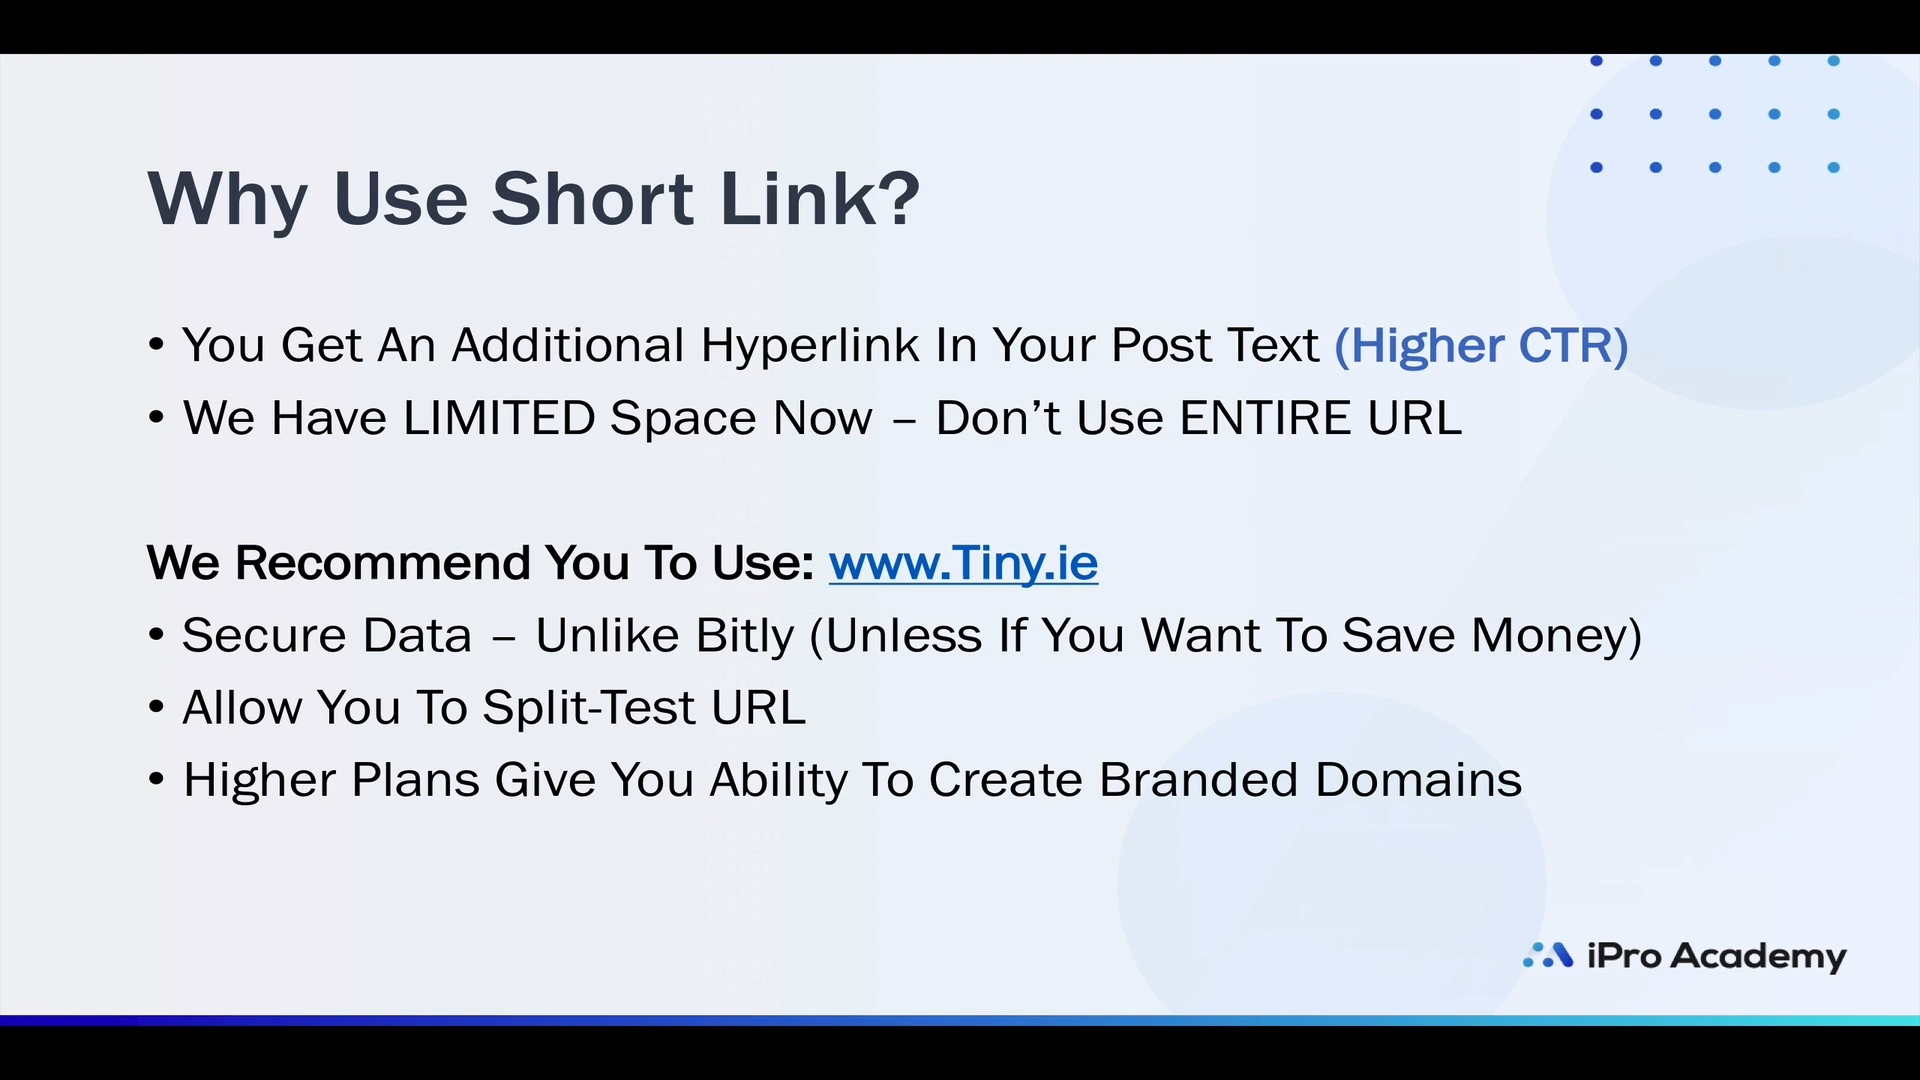 Why Use Short Link?
• You Get An Additional Hyperlink In Your Post Text (Higher CTR)
• We Have LIMITED Space Now – Don’t Use ENTIRE URL
We Recommend You To Use: www.Tiny.ie
• Secure Data – Unlike Bitly (Unless If You Want To Save Money)
• Allow You To Split-Test URL
• Higher Plans Give You Ability To Create Branded Domains
iPro Academy